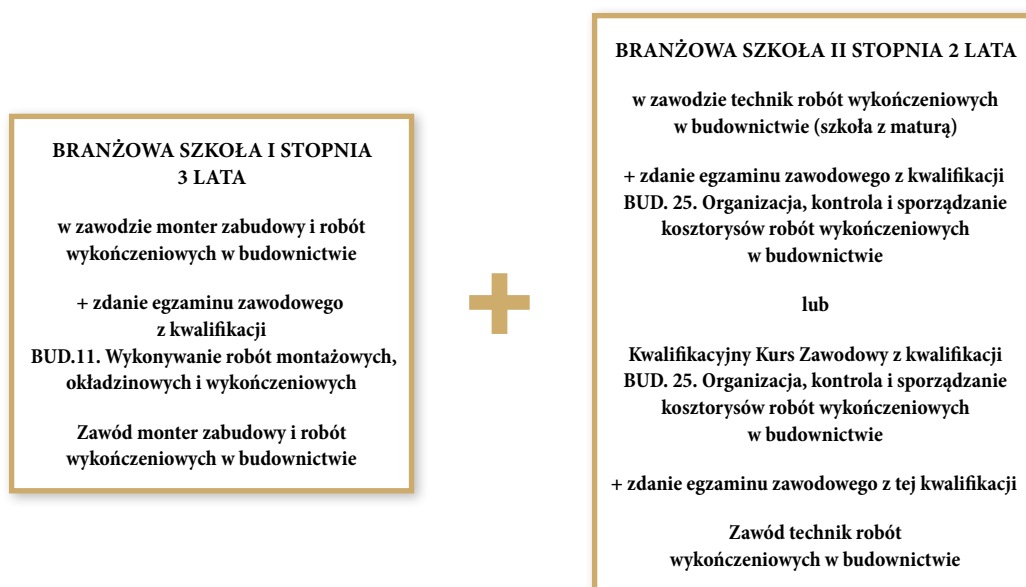 BRANŻOWA SZKOŁA I STOPNIA
3 LATA
w zawodzie monter zabudowy i robót
wykończeniowych w budownictwie
+ zdanie egzaminu zawodowego
z kwalifikacji
BUD.11. Wykonywanie robót montażowych,
okładzinowych i wykończeniowych
Zawód monter zabudowy i robót
wykończeniowych w budownictwie
+
BRANŻOWA SZKOŁA II STOPNIA 2 LATA
w zawodzie technik robót wykończeniowych
w budownictwie (szkoła z maturą)
+ zdanie egzaminu zawodowego z kwalifikacji
BUD. 25. Organizacja, kontrola i sporządzanie
kosztorysów robót wykończeniowych
w budownictwie
lub
Kwalifikacyjny Kurs Zawodowy z kwalifikacji
BUD. 25. Organizacja, kontrola i sporządzanie
kosztorysów robót wykończeniowych
w budownictwie
+ zdanie egzaminu zawodowego z tej kwalifikacji
Zawód technik robót
wykończeniowych w budownictwie